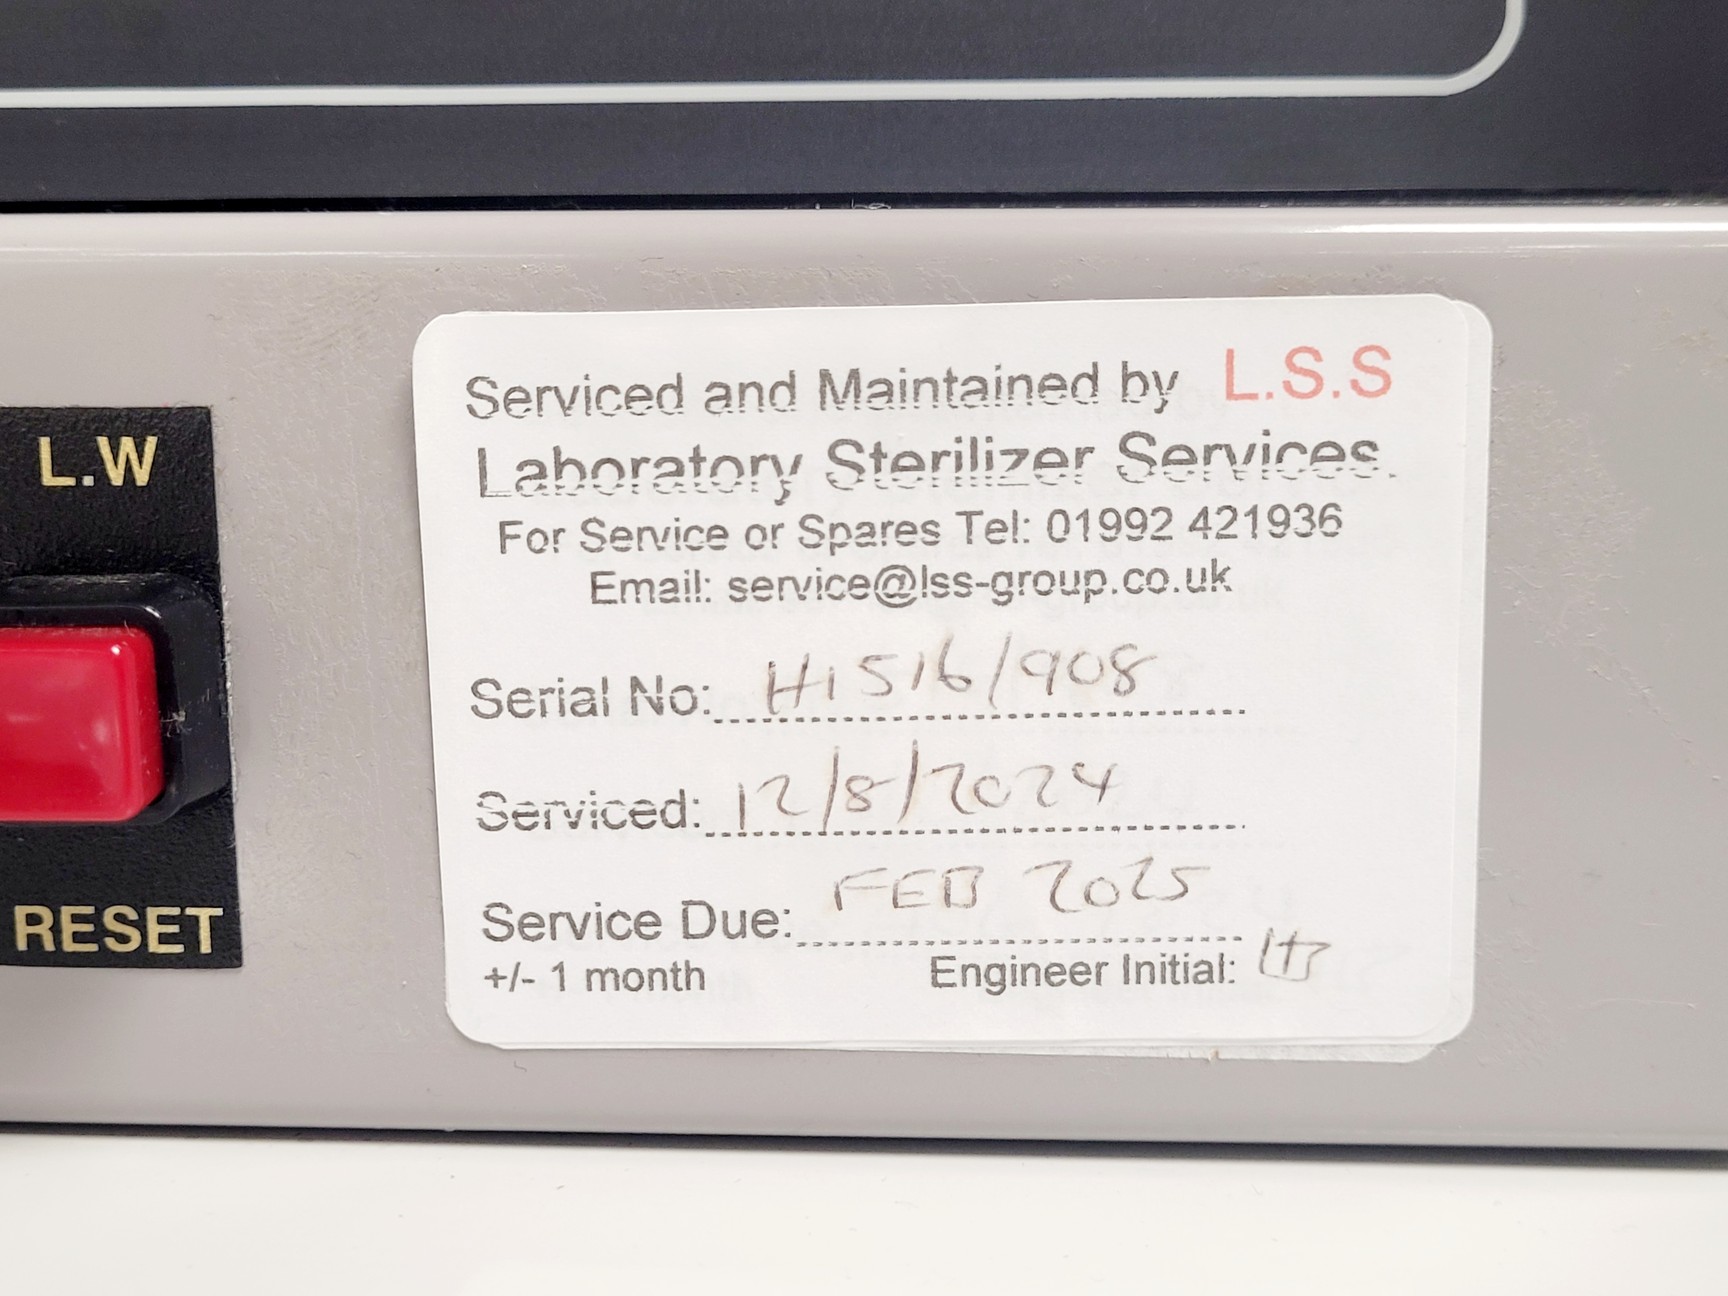 Serviced and Maintained by L.S.S
Laboratory Sterilizer Services.
For Service or Spares Tel: 01992 421936
Email: service@lss-group.co.uk
Serial No: H1516/908
Serviced: 12/8/2024
Service Due: FEB 2025
+/- 1 month Engineer Initial:
L.W
RESET